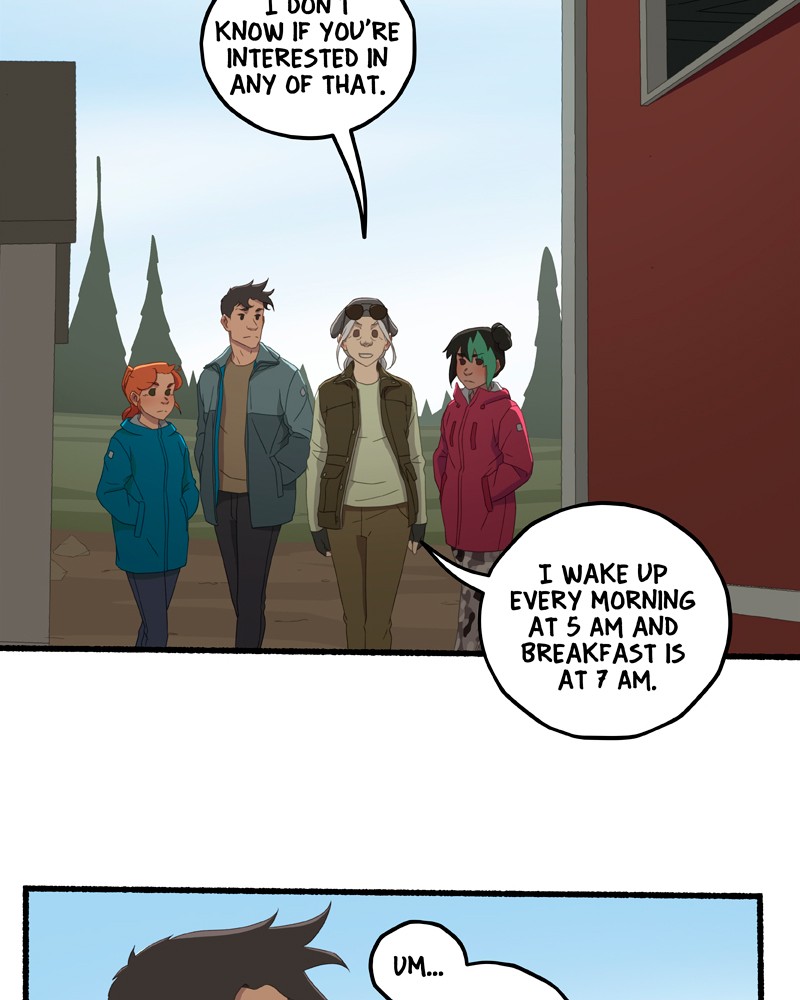 I DON'T
KNOW IF YOU'RE
INTERESTED IN
ANY OF THAT.
I WAKE UP
EVERY MORNING
AT 5 AM AND
BREAKFAST IS
AT 7 AM.
UM...